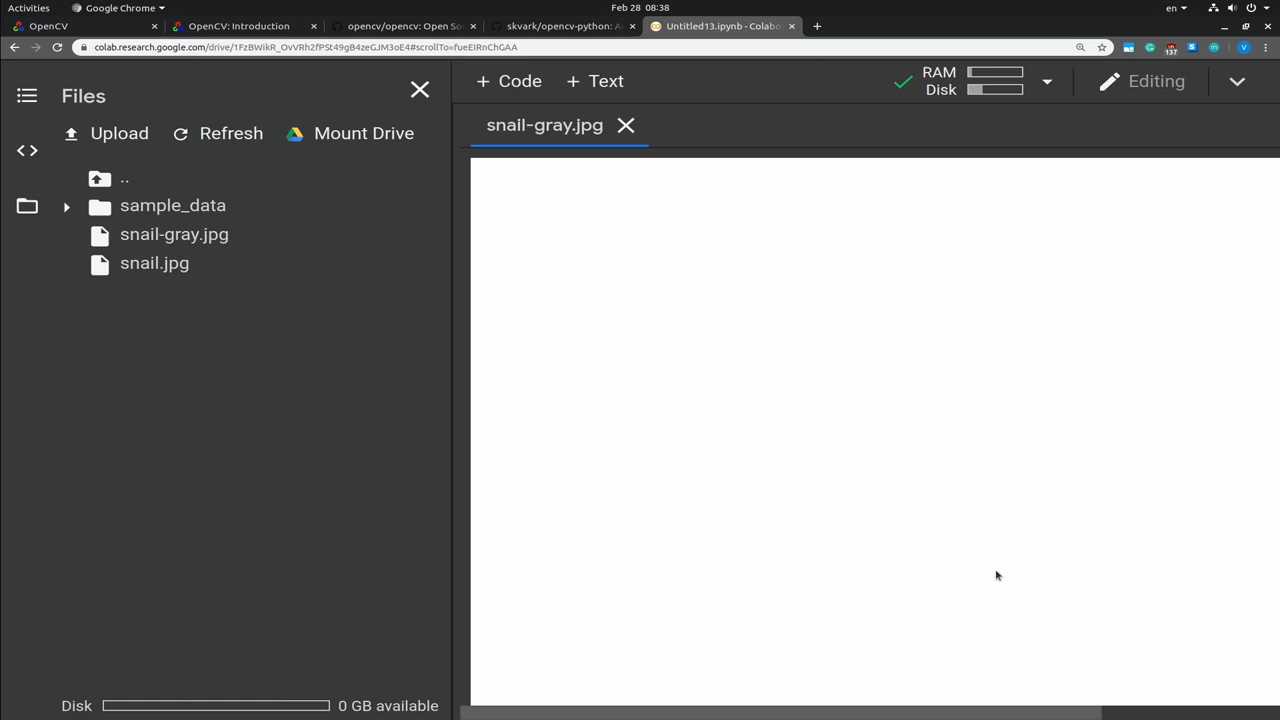 Activities Google Chrome Feb 28 08:38 en
OpenCV OpenCV: Introduction opencv/opencv: Open So skvark/opencv-python: A Untitled13.ipynb - Colabo
colab.research.google.com/drive/1FzBWikR_OvVRh2fPSt49gB4zeGJM3oE4#scrollTo=fueEIRnChGAA 137 V
Files + Code + Text RAM Disk Editing
Upload Refresh Mount Drive snail-gray.jpg
..
sample_data
snail-gray.jpg
snail.jpg
Disk 0 GB available